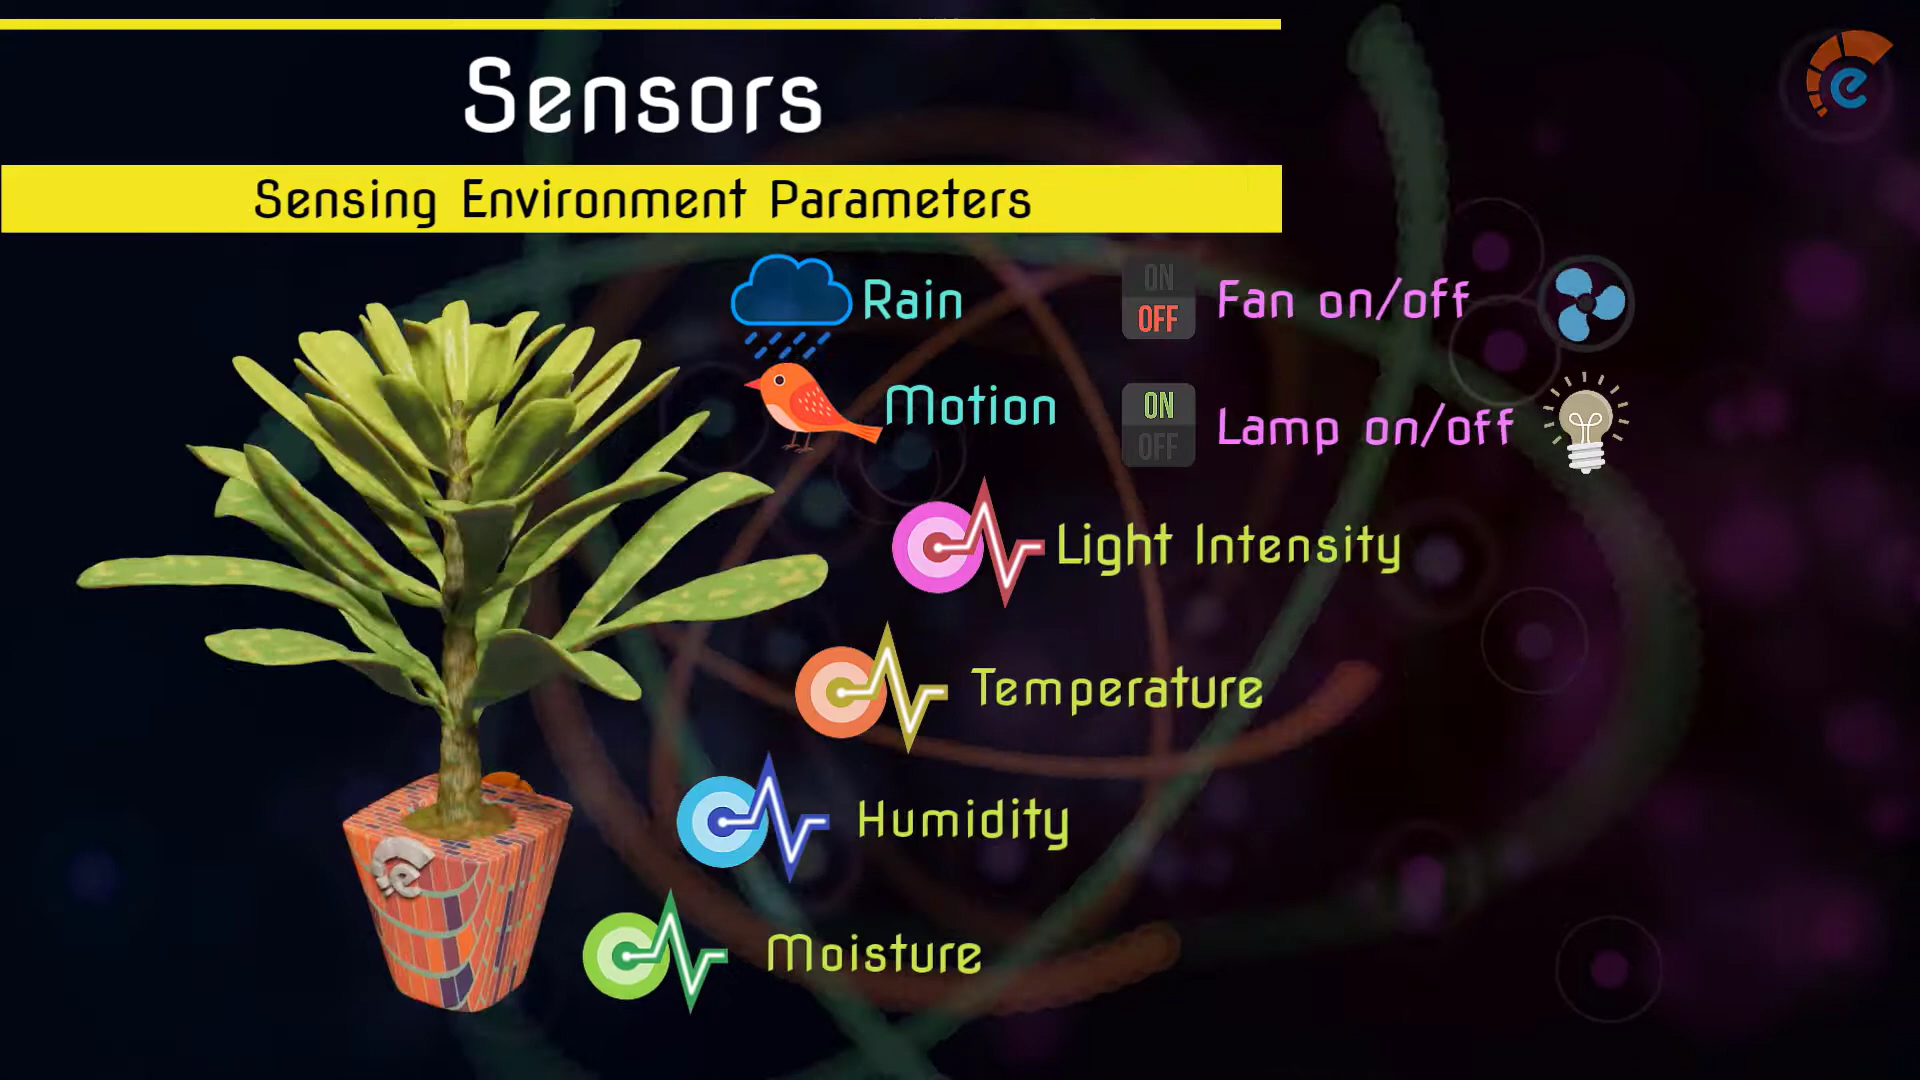 Sensors
Sensing Environment Parameters
Rain
ON
OFF
Fan on/off
Motion
ON
OFF
Lamp on/off
Light Intensity
Temperature
Humidity
Moisture
e
e